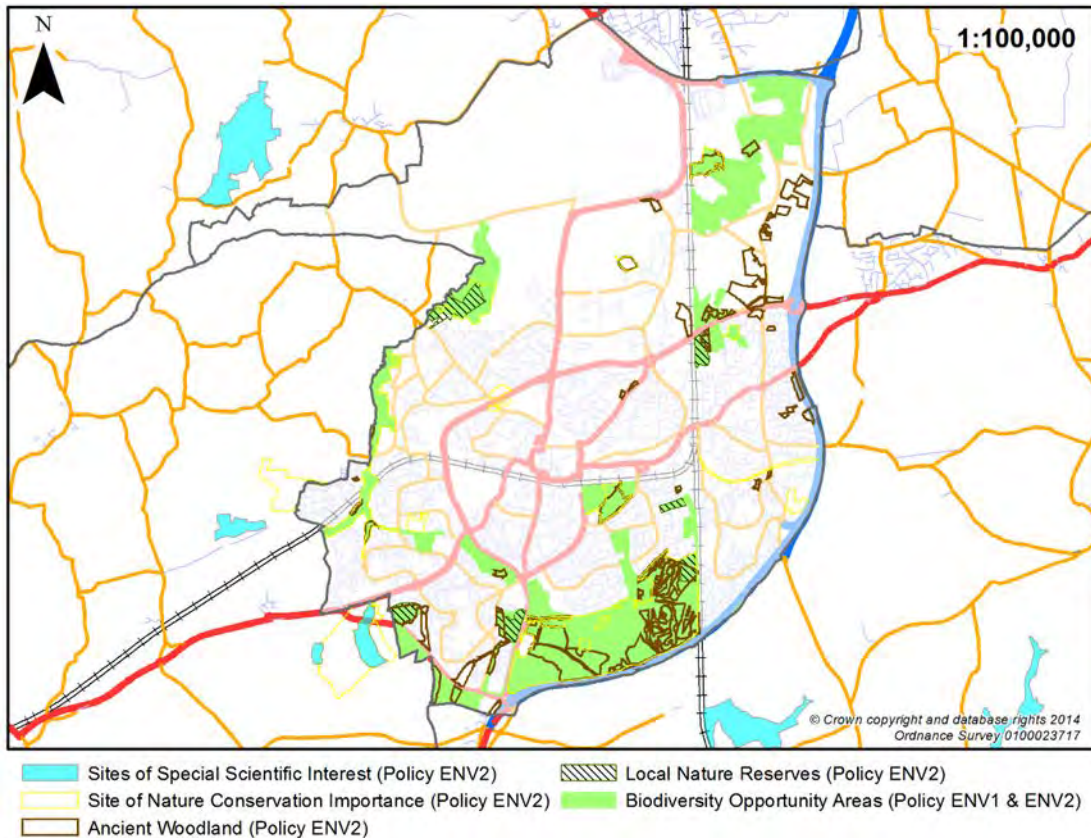 N
1:100,000
© Crown copyright and database rights 2014
Ordnance Survey 0100023717
Sites of Special Scientific Interest (Policy ENV2)
Local Nature Reserves (Policy ENV2)
Site of Nature Conservation Importance (Policy ENV2)
Biodiversity Opportunity Areas (Policy ENV1 & ENV2)
Ancient Woodland (Policy ENV2)